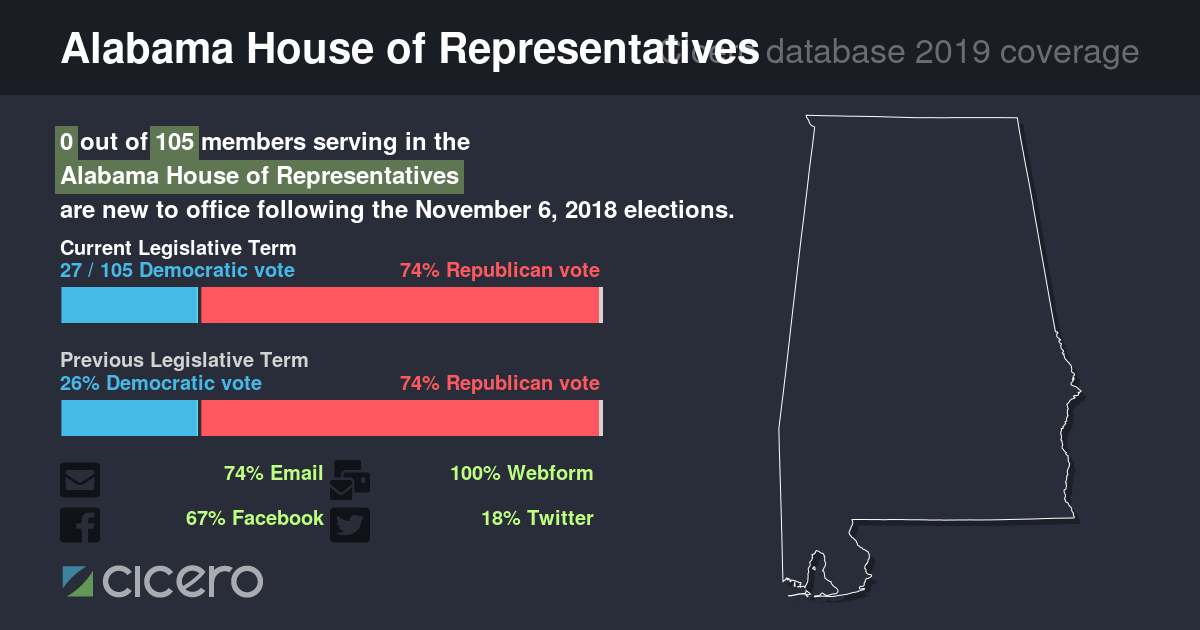 Alabama House of Representatives
database 2019 coverage
0 out of 105 members serving in the
Alabama House of Representatives
are new to office following the November 6, 2018 elections.
Current Legislative Term
27 / 105 Democratic vote 74% Republican vote
Previous Legislative Term
26% Democratic vote 74% Republican vote
74% Email 100% Webform
67% Facebook 18% Twitter
cicero